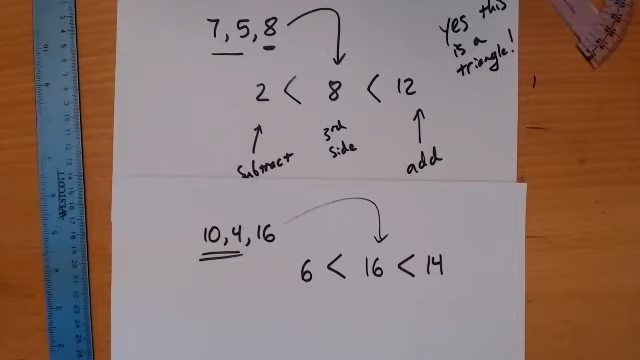 7, 5, 8
yes this
is a
triangle!
2 < 8 < 12
subtract
3rd
side
add
10, 4, 16
6 < 16 < 14
WESTCOTT